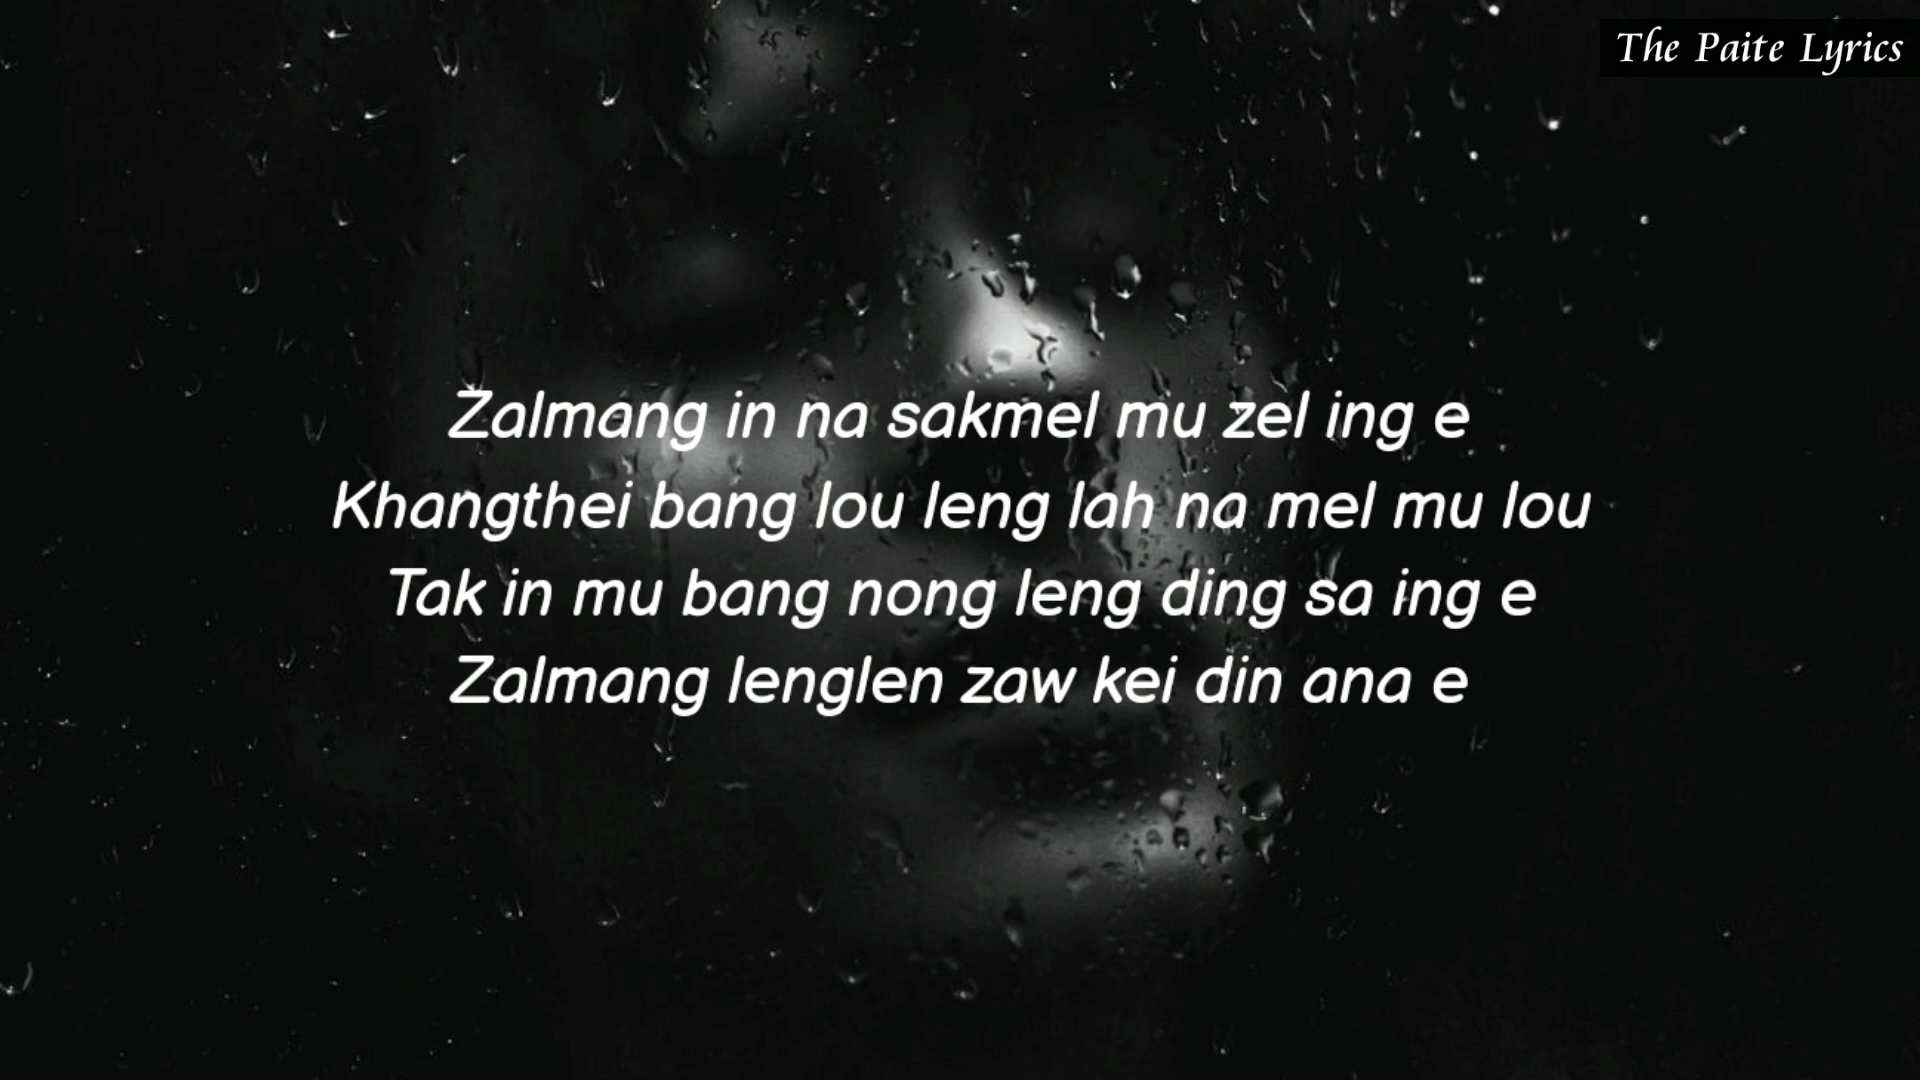 The Paite Lyrics
Zalmang in na sakmel mu zel ing e
Khangthei bang lou leng lah na mel mu lou
Tak in mu bang nong leng ding sa ing e
Zalmang lenglen zaw kei din ana e